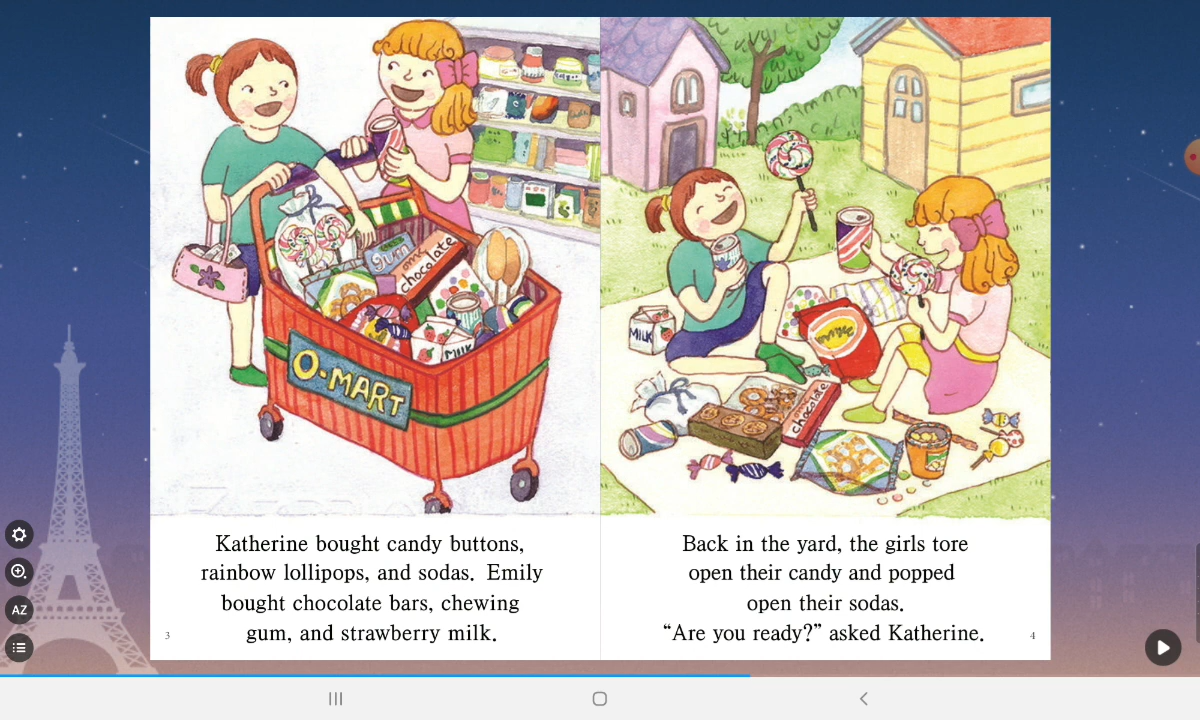 gum
chocolate
MILK
O-MART
Katherine bought candy buttons,
rainbow lollipops, and sodas. Emily
bought chocolate bars, chewing
gum, and strawberry milk.
3
MILK
chocolate
Back in the yard, the girls tore
open their candy and popped
open their sodas.
“Are you ready?” asked Katherine.
4
AZ